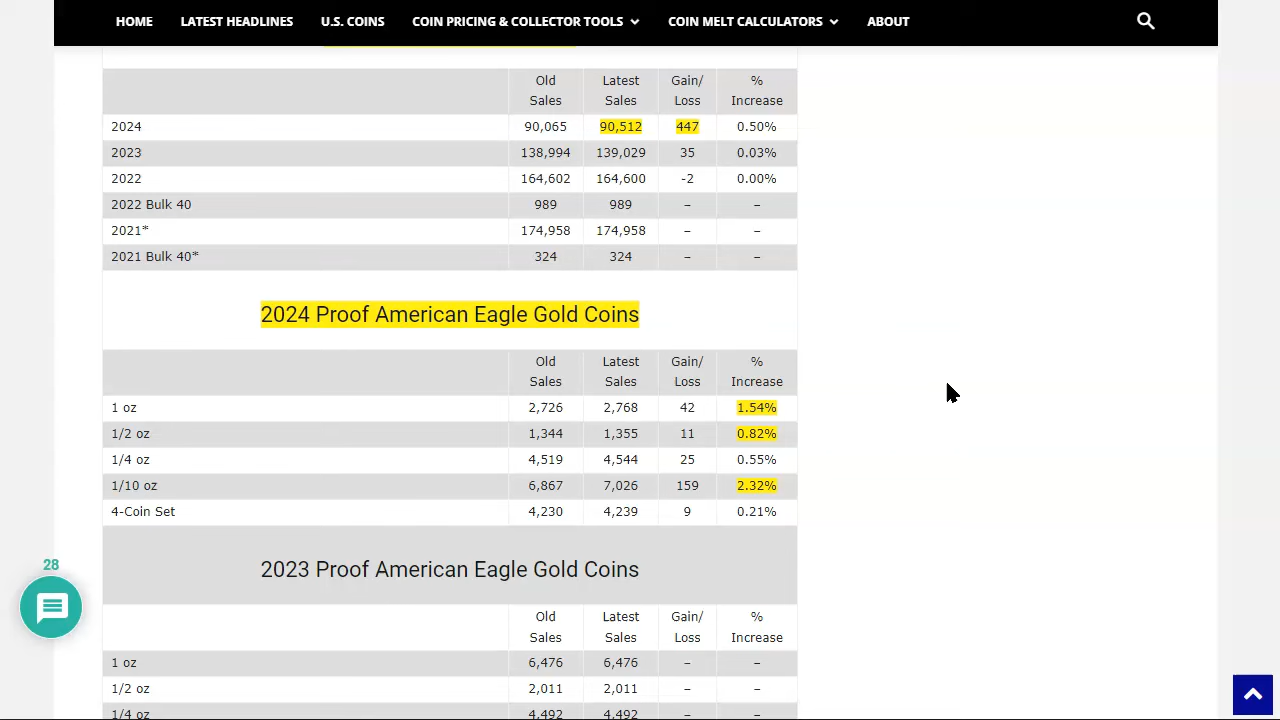 HOME LATEST HEADLINES U.S. COINS COIN PRICING & COLLECTOR TOOLS COIN MELT CALCULATORS ABOUT
Old Sales Latest Sales Gain/ Loss % Increase
2024 90,065 90,512 447 0.50%
2023 138,994 139,029 35 0.03%
2022 164,602 164,600 -2 0.00%
2022 Bulk 40 989 989 – –
2021* 174,958 174,958 – –
2021 Bulk 40* 324 324 – –
2024 Proof American Eagle Gold Coins
Old Sales Latest Sales Gain/ Loss % Increase
1 oz 2,726 2,768 42 1.54%
1/2 oz 1,344 1,355 11 0.82%
1/4 oz 4,519 4,544 25 0.55%
1/10 oz 6,867 7,026 159 2.32%
4-Coin Set 4,230 4,239 9 0.21%
28
2023 Proof American Eagle Gold Coins
Old Sales Latest Sales Gain/ Loss % Increase
1 oz 6,476 6,476 – –
1/2 oz 2,011 2,011 – –
1/4 oz 4,492 4,492 – –